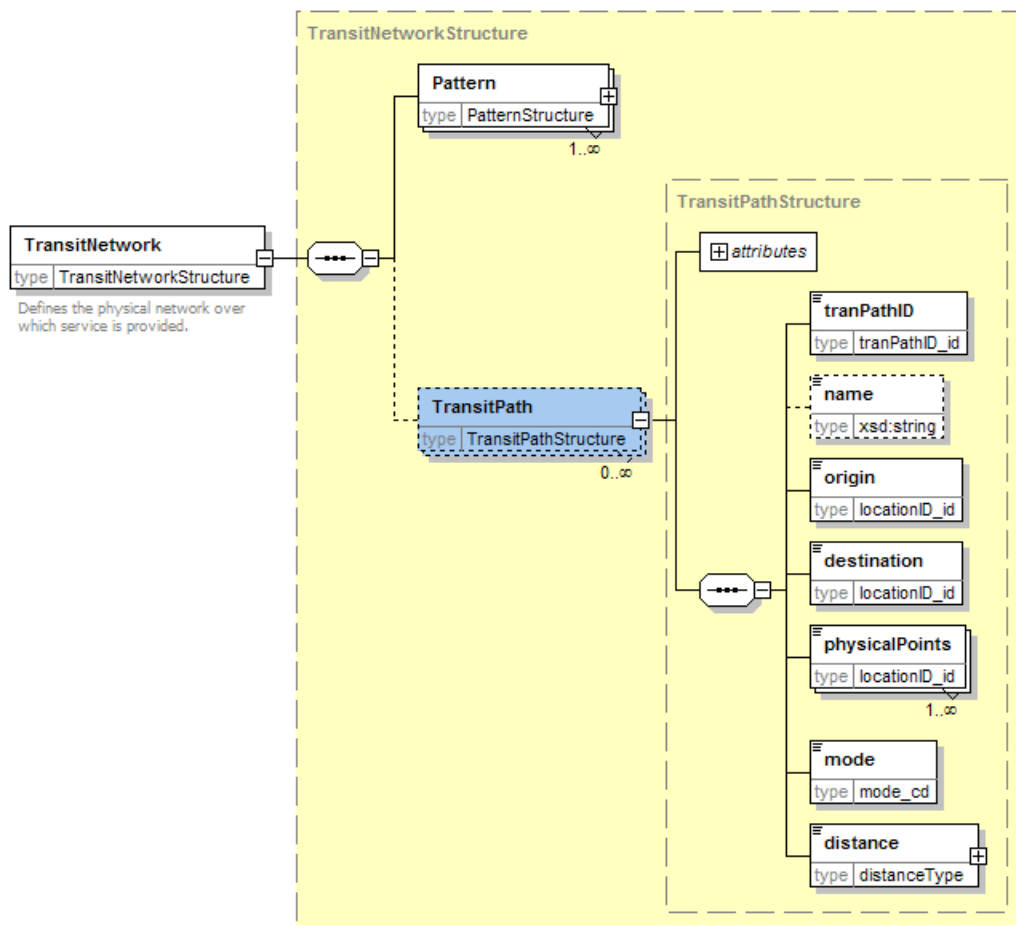 TransitNetworkStructure
Pattern
type PatternStructure
1..∞
TransitPathStructure
attributes
TransitNetwork
type TransitNetworkStructure
Defines the physical network over
which service is provided.
tranPathID
type tranPathID_id
name
type xsd:string
TransitPath
type TransitPathStructure
0..∞
origin
type locationID_id
destination
type locationID_id
physicalPoints
type locationID_id
1..∞
mode
type mode_cd
distance
type distanceType